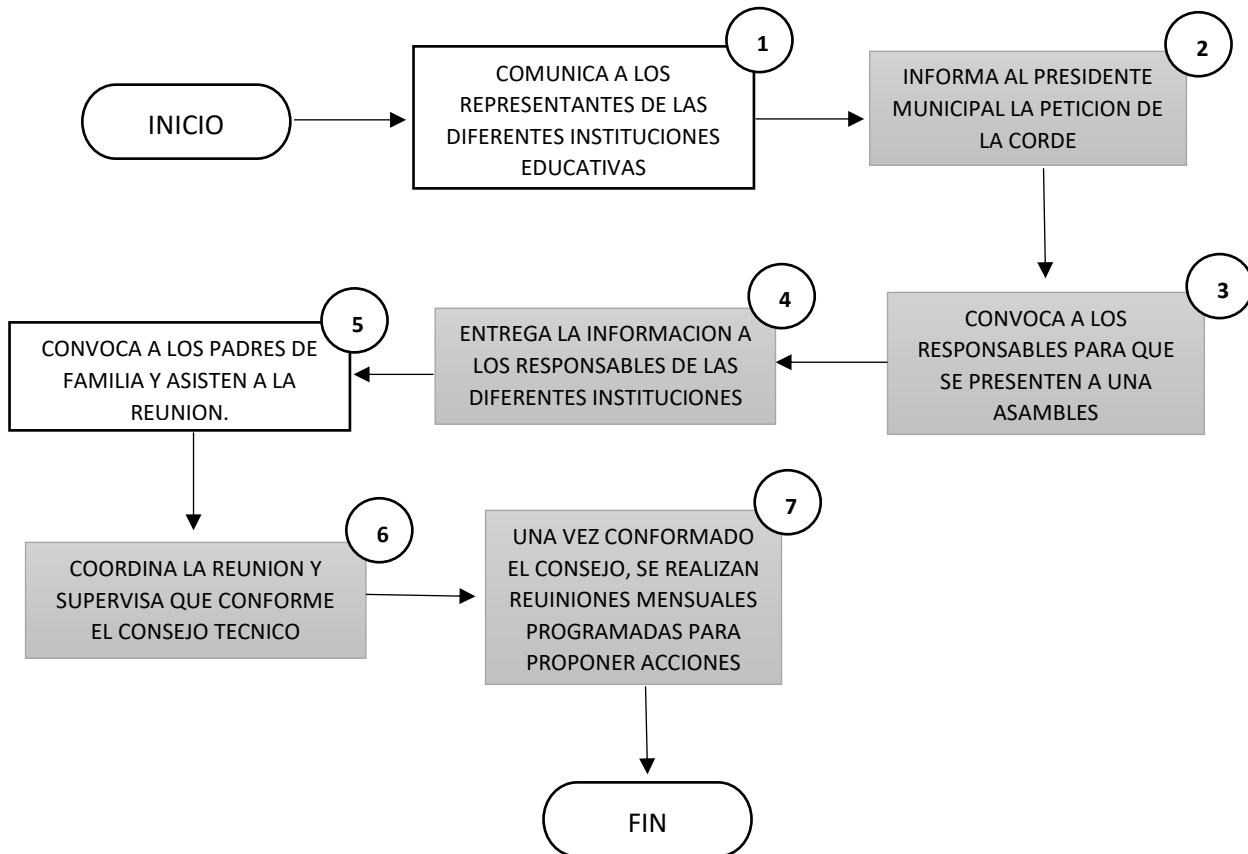 INICIO
1
COMUNICA A LOS
REPRESENTANTES DE LAS
DIFERENTES INSTITUCIONES
EDUCATIVAS
2
INFORMA AL PRESIDENTE
MUNICIPAL LA PETICION DE
LA CORDE
3
CONVOCA A LOS
RESPONSABLES PARA QUE
SE PRESENTEN A UNA
ASAMBLES
4
ENTREGA LA INFORMACION A
LOS RESPONSABLES DE LAS
DIFERENTES INSTITUCIONES
5
CONVOCA A LOS PADRES DE
FAMILIA Y ASISTEN A LA
REUNION.
6
COORDINA LA REUNION Y
SUPERVISA QUE CONFORME
EL CONSEJO TECNICO
7
UNA VEZ CONFORMADO
EL CONSEJO, SE REALIZAN
REUINIONES MENSUALES
PROGRAMADAS PARA
PROPONER ACCIONES
FIN